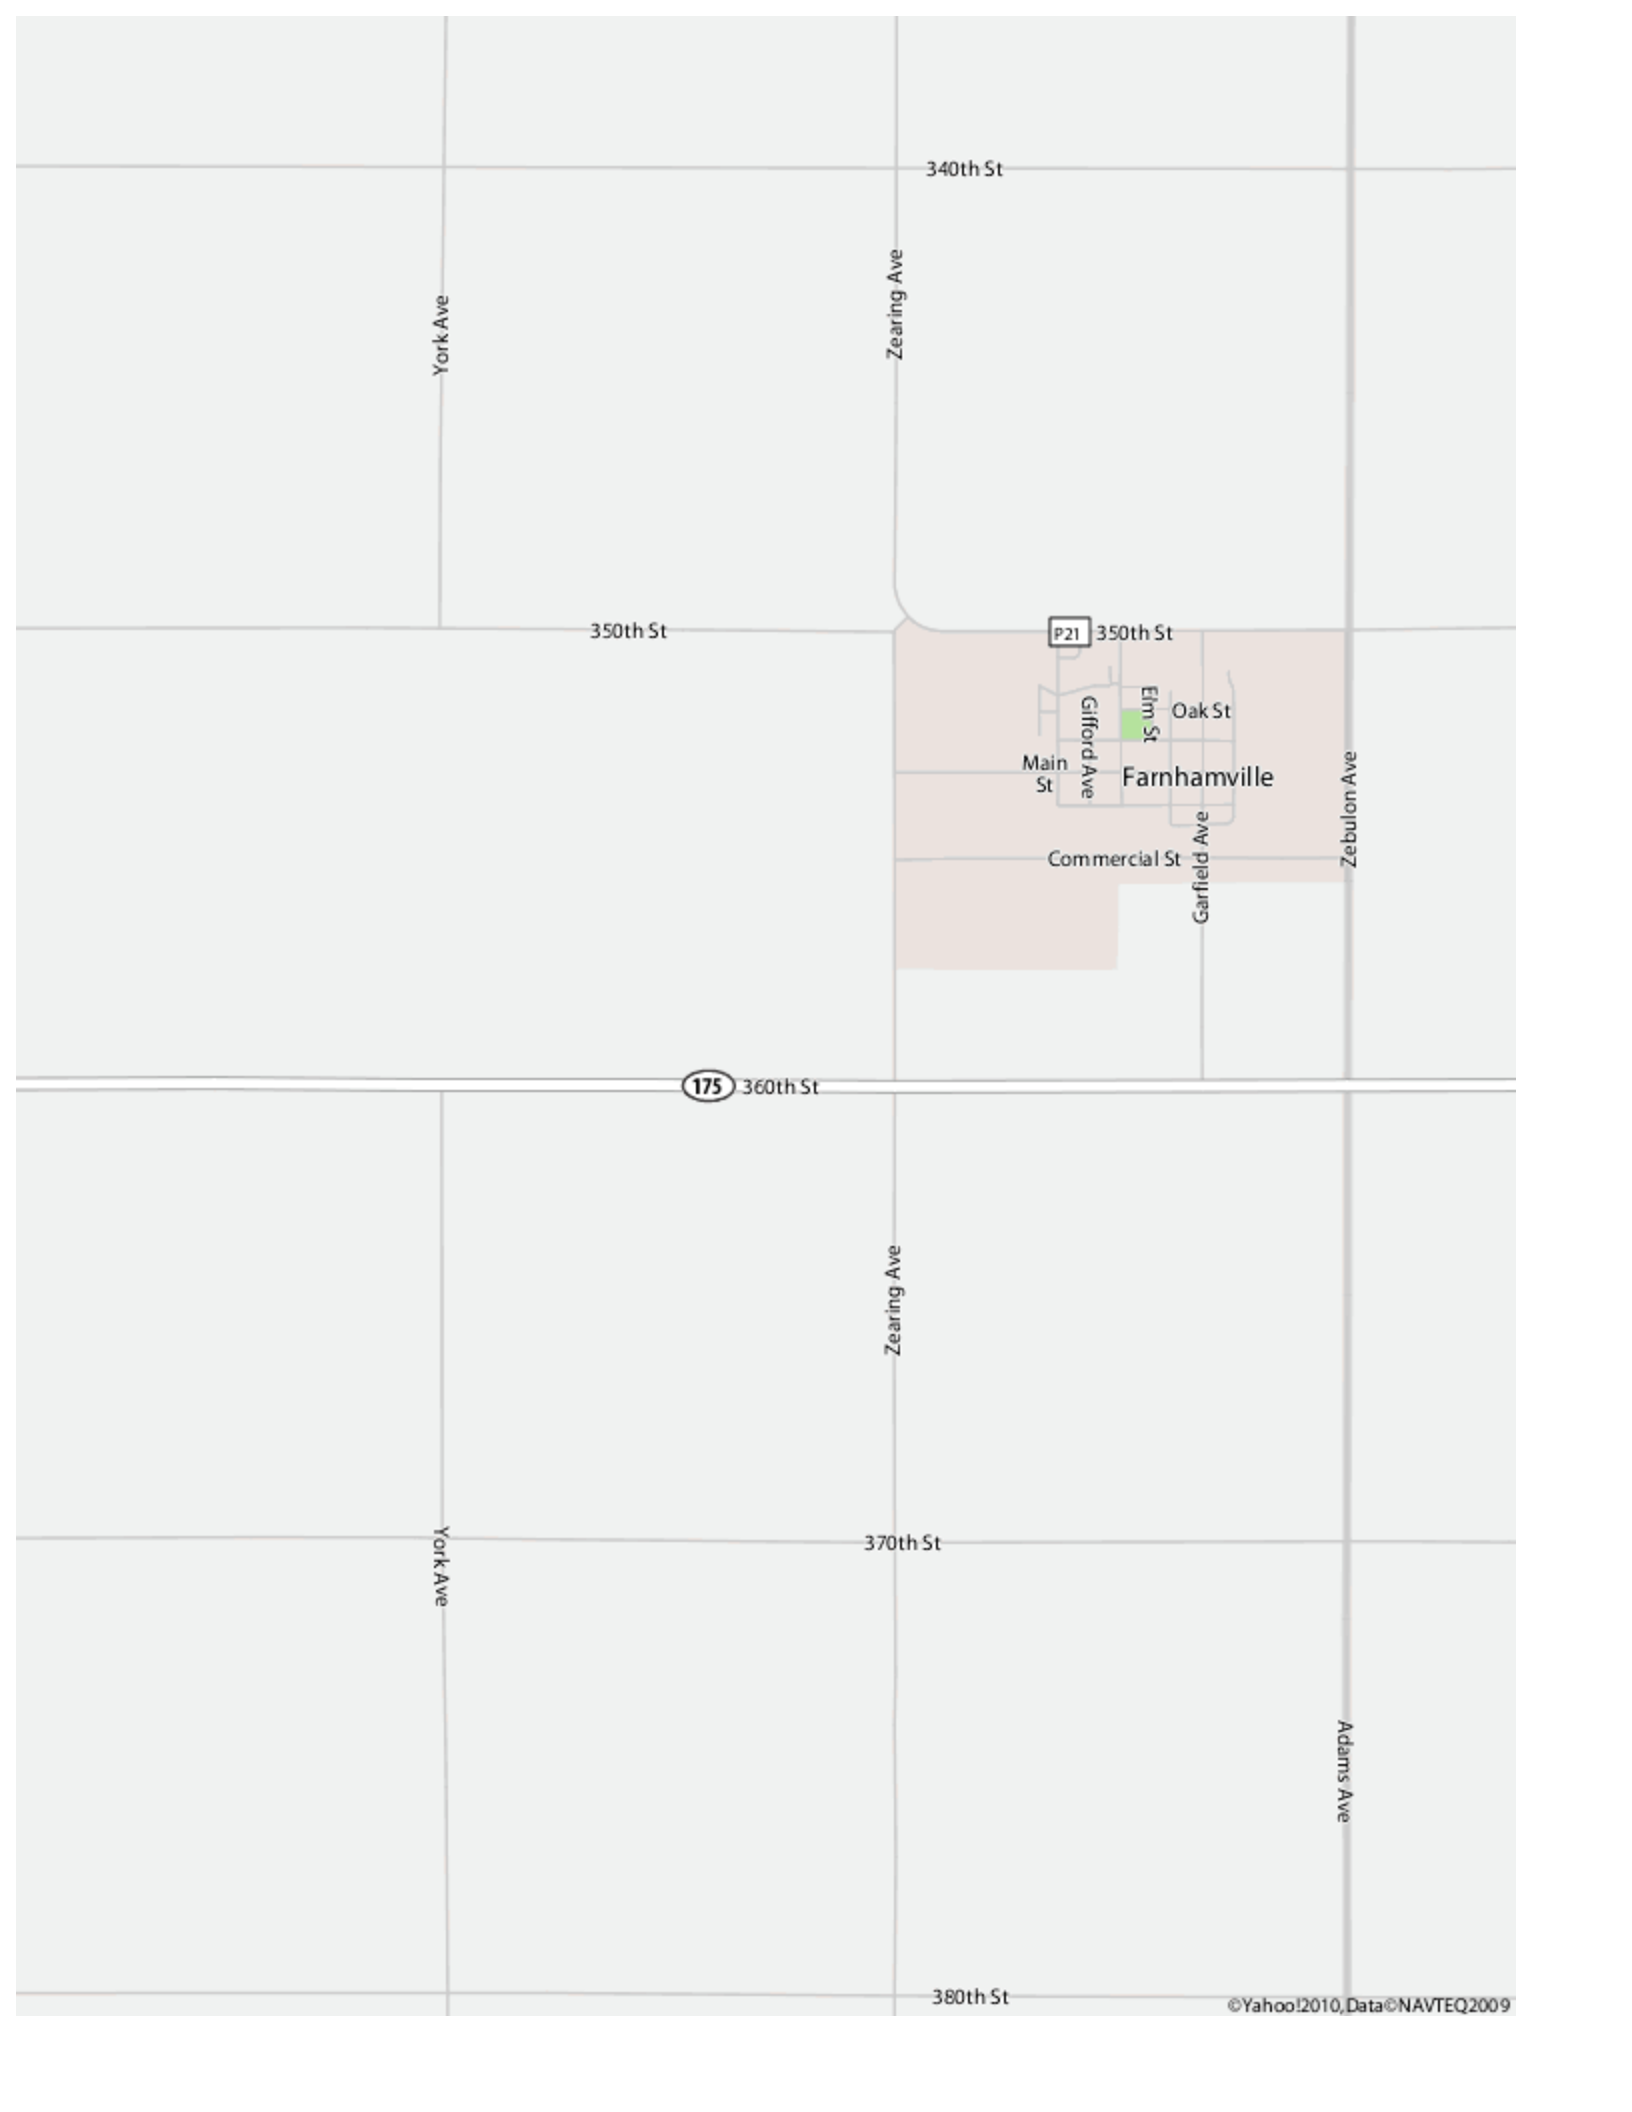 340th St
Zearing Ave
York Ave
350th St
P21
350th St
Elm St
Gifford Ave
Oak St
Main
St
Farnhamville
Zebulon Ave
Garfield Ave
Commercial St
175
360th St
Zearing Ave
370th St
York Ave
Adams Ave
380th St
©Yahoo!2010,Data©NAVTEQ2009